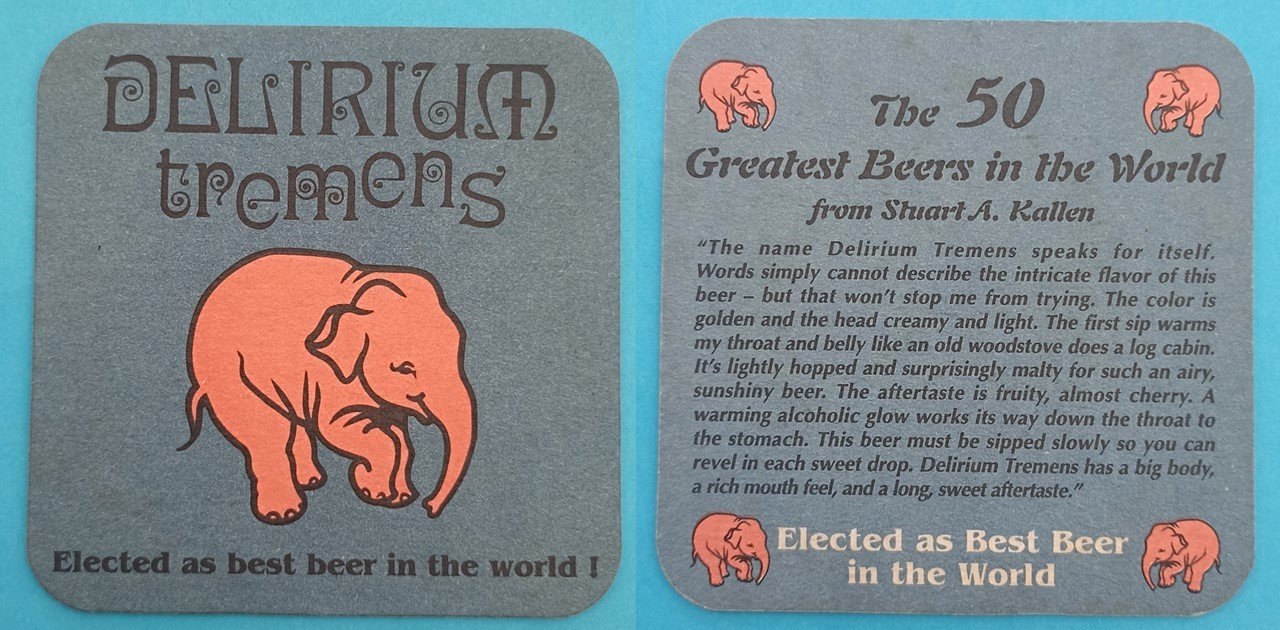 DELIRIUM
tremens
Elected as best beer in the world !
The 50
Greatest Beers in the World
from Stuart A. Kallen
“The name Delirium Tremens speaks for itself.
Words simply cannot describe the intricate flavor of this
beer – but that won’t stop me from trying. The color is
golden and the head creamy and light. The first sip warms
my throat and belly like an old woodstove does a log cabin.
It’s lightly hopped and surprisingly malty for such an airy,
sunshiny beer. The aftertaste is fruity, almost cherry. A
warming alcoholic glow works its way down the throat to
the stomach. This beer must be sipped slowly so you can
revel in each sweet drop. Delirium Tremens has a big body,
a rich mouth feel, and a long, sweet aftertaste.”
Elected as Best Beer
in the World